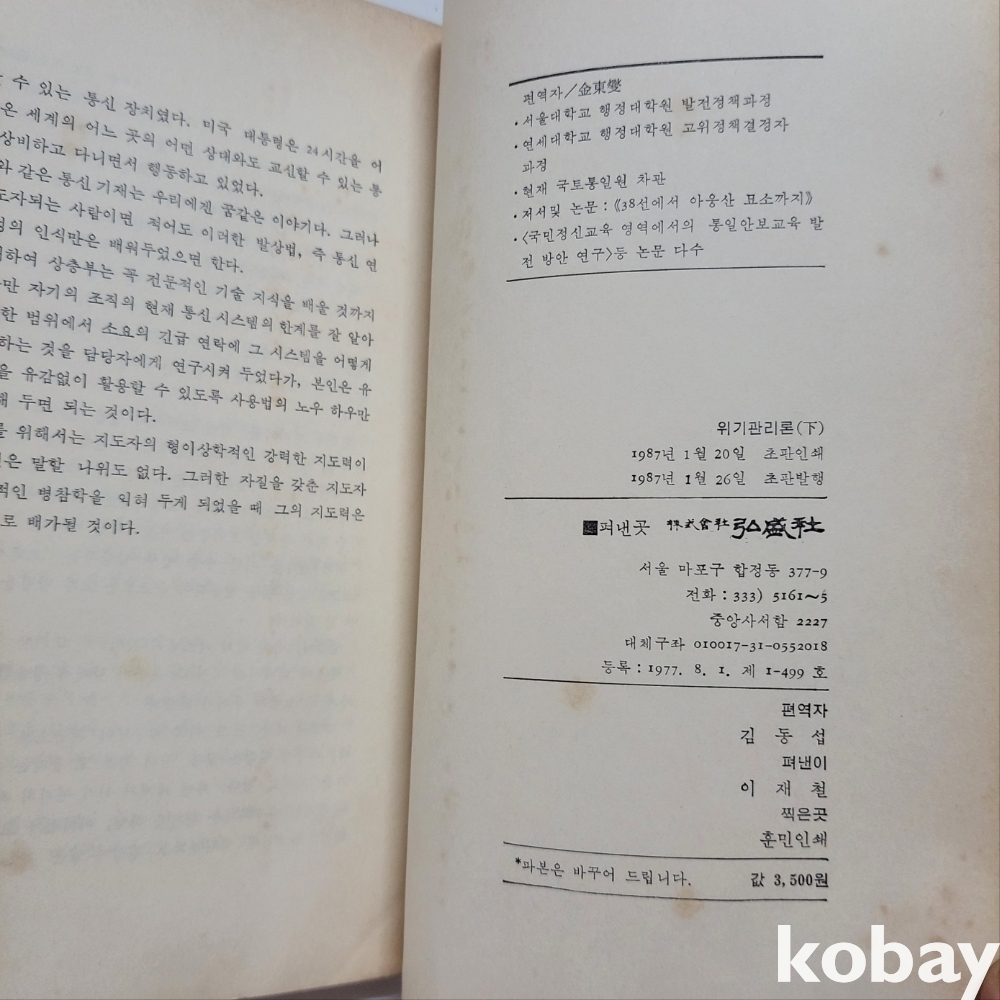 수 있는 통신 장치였다. 미국 대통령은 24시간을 어
온 세계의 어느 곳의 어떤 상대와도 교신할 수 있는 통
상비하고 다니면서 행동하고 있었다.
와 같은 통신 기재는 우리에겐 꿈같은 이야기다. 그러나
도자되는 사람이면 적어도 이러한 발상법, 즉 통신 연
의 인식만은 배워두었으면 한다.
하여 상층부는 꼭 전문적인 기술 지식을 배울 것까지
만 자기의 조직의 현재 통신 시스템의 한계를 잘 알아
한 범위에서 소요의 긴급 연락에 그 시스템을 어떻게
하는 것을 담당자에게 연구시켜 두었다가, 본인은 유
을 유감없이 활용할 수 있도록 사용법의 노우 하우만
해 두면 되는 것이다.
를 위해서는 지도자의 형이상학적인 강력한 지도력이
은 말할 나위도 없다. 그러한 자질을 갖춘 지도자
적인 병참학을 익혀 두게 되었을 때 그의 지도력은
로 배가될 것이다.
편역자/金東燮
·서울대학교 행정대학원 발전정책과정
·연세대학교 행정대학원 고위정책결정자
과정
·현재 국토통일원 차관
·저서및 논문:《38선에서 아웅산 묘소까지》
·〈국민정신교육 영역에서의 통일안보교육 발
전 방안 연구〉등 논문 다수
위기관리론(下)
1987년 1월 20일 초판인쇄
1987년 1월 26일 초판발행
펴낸곳 株式會社 弘盛社
서울 마포구 합정동 377-9
전화: 333) 5161~5
중앙사서함 2227
대체구좌 010017-31-0552018
등록: 1977. 8. 1. 제 1-499 호
편역자
김 동 섭
펴낸이
이 재 철
찍은곳
훈민인쇄
*파본은 바꾸어 드립니다. 값 3,500원
kobay